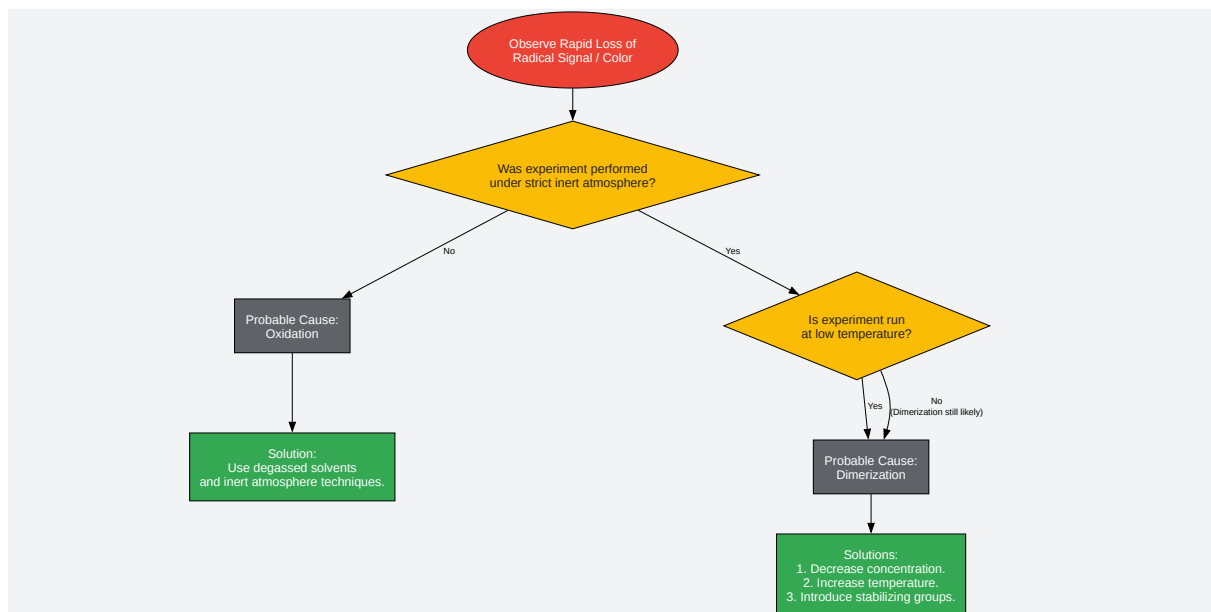 Observe Rapid Loss of
Radical Signal / Color
Was experiment performed
under strict inert atmosphere?
No
Yes
Probable Cause:
Oxidation
Is experiment run
at low temperature?
Yes
No
(Dimerization still likely)
Solution:
Use degassed solvents
and inert atmosphere techniques.
Probable Cause:
Dimerization
Solutions:
1. Decrease concentration.
2. Increase temperature.
3. Introduce stabilizing groups.